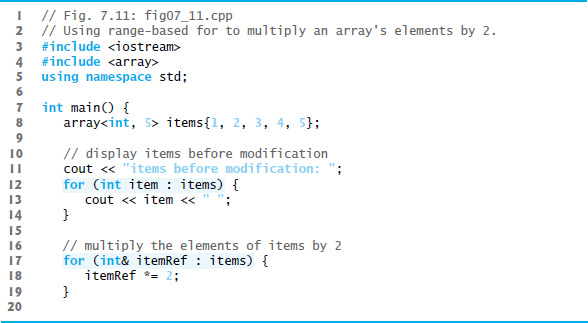 1 // Fig. 7.11: fig07_11.cpp
2 // Using range-based for to multiply an array's elements by 2.
3 #include <iostream>
4 #include <array>
5 using namespace std;
6
7 int main() {
8 array<int, 5> items{1, 2, 3, 4, 5};
9
10 // display items before modification
11 cout << "items before modification: ";
12 for (int item : items) {
13 cout << item << " ";
14 }
15
16 // multiply the elements of items by 2
17 for (int& itemRef : items) {
18 itemRef *= 2;
19 }
20